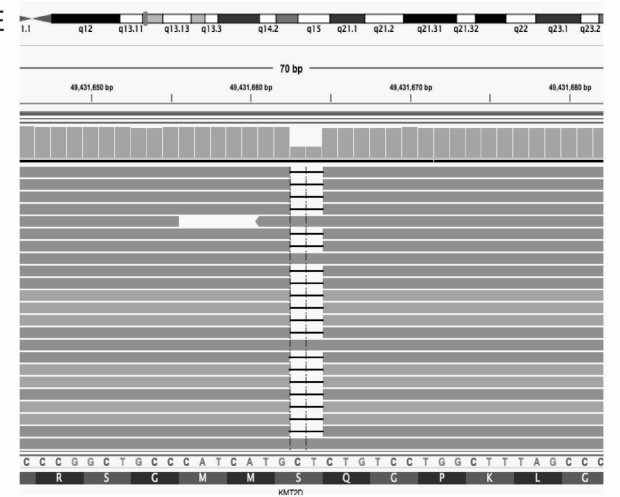 E
1.1 q12 q13.11 q13.13 q13.3 q14.2 q15 q21.1 q21.2 q21.31 q21.32 q22 q23.1 q23.2
70 bp
49,431,650 bp 49,431,660 bp 49,431,670 bp 49,431,680 bp
C C C G G C T G C C C A T C A T G C T C T G T C C T G G C T T T A G C C C
R S G M M S Q G P K L G
KMT2D